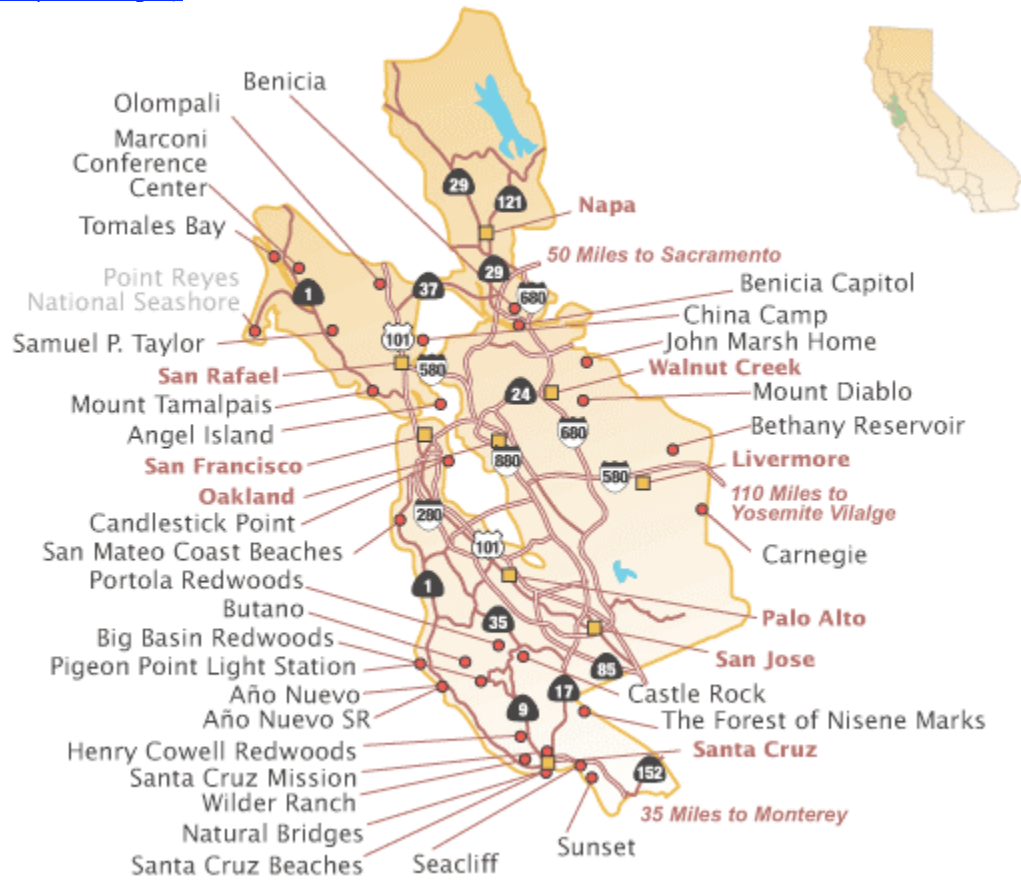 Benicia
Olompali
Marconi
Conference
Center
29
121
Napa
Tomales Bay
50 Miles to Sacramento
Point Reyes
National Seashore
29
37
1
680
Benicia Capitol
China Camp
Samuel P. Taylor
101
John Marsh Home
San Rafael
580
Walnut Creek
24
Mount Diablo
Mount Tamalpais
Angel Island
680
Bethany Reservoir
San Francisco
880
Livermore
580
Oakland
110 Miles to
Yosemite Vilalge
280
Candlestick Point
San Mateo Coast Beaches
101
Carnegie
Portola Redwoods
1
Butano
35
Palo Alto
Big Basin Redwoods
Pigeon Point Light Station
85
San Jose
Año Nuevo
17
Castle Rock
Año Nuevo SR
9
The Forest of Nisene Marks
Henry Cowell Redwoods
Santa Cruz
Santa Cruz Mission
152
Wilder Ranch
35 Miles to Monterey
Natural Bridges
Sunset
Santa Cruz Beaches
Seacliff